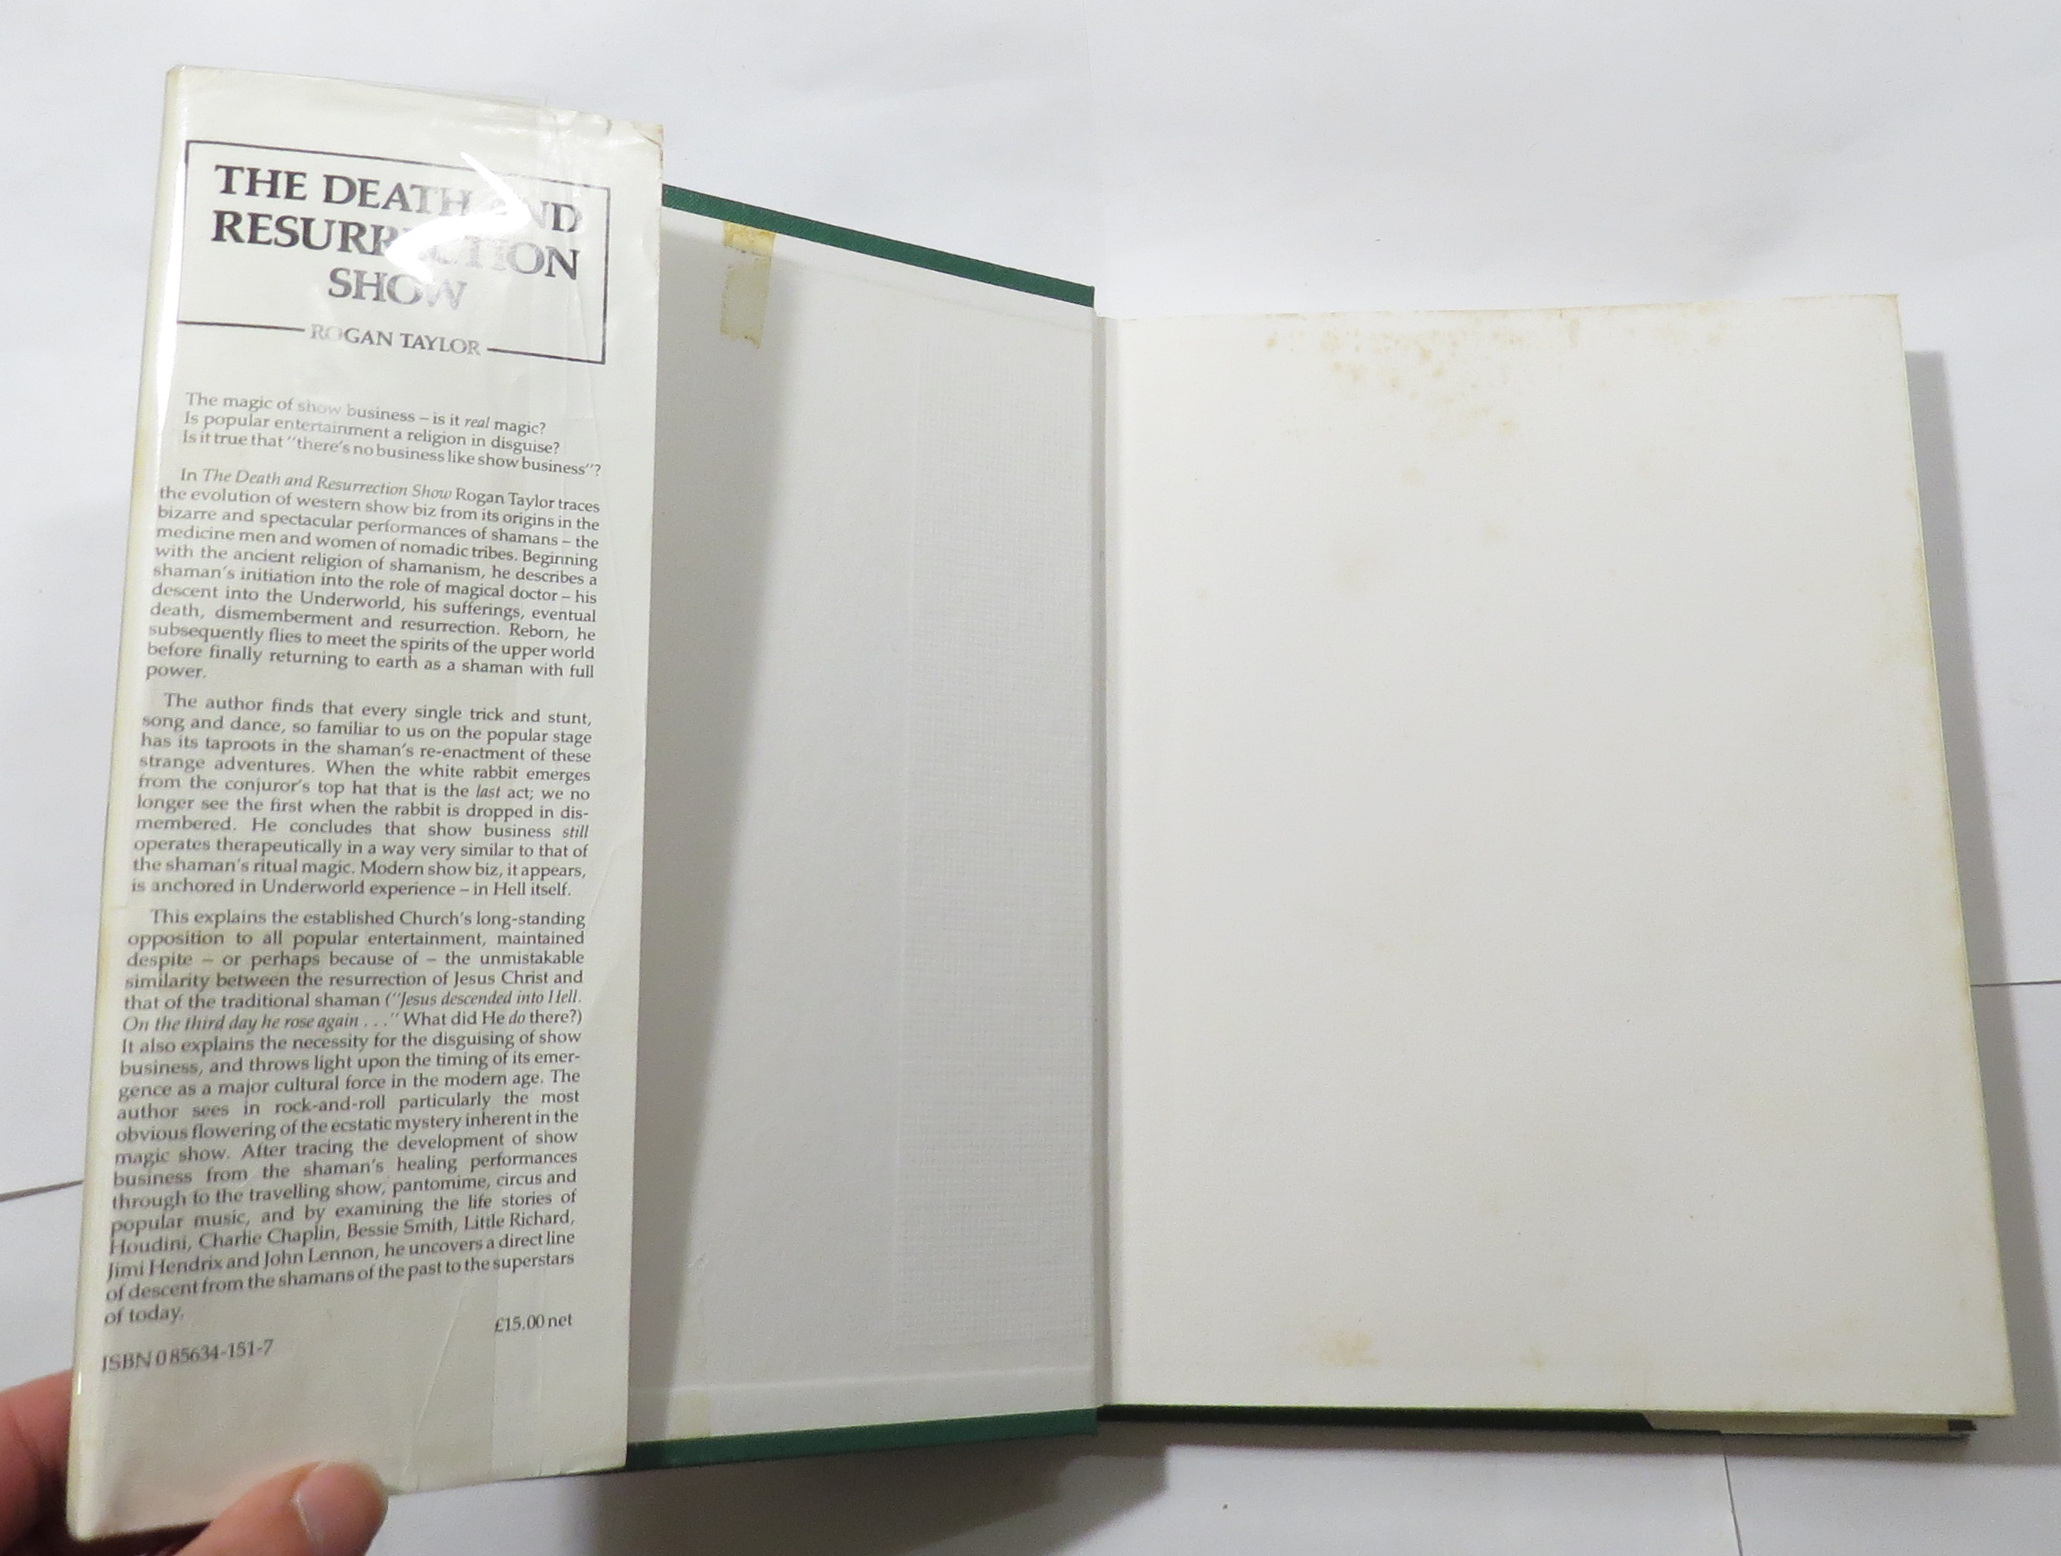 THE DEATH AND
RESURRECTION
SHOW
ROGAN TAYLOR
The magic of show business – is it real magic?
Is popular entertainment a religion in disguise?
Is it true that "there's no business like show business"?
In The Death and Resurrection Show Rogan Taylor traces
the evolution of western show biz from its origins in the
bizarre and spectacular performances of shamans – the
medicine men and women of nomadic tribes. Beginning
with the ancient religion of shamanism, he describes a
shaman's initiation into the role of magical doctor – his
descent into the Underworld, his sufferings, eventual
death, dismemberment and resurrection. Reborn, he
subsequently flies to meet the spirits of the upper world
before finally returning to earth as a shaman with full
power.
The author finds that every single trick and stunt,
song and dance, so familiar to us on the popular stage
has its taproots in the shaman's re-enactment of these
strange adventures. When the white rabbit emerges
from the conjuror's top hat that is the last act; we no
longer see the first when the rabbit is dropped in dis-
membered. He concludes that show business still
operates therapeutically in a way very similar to that of
the shaman's ritual magic. Modern show biz, it appears,
is anchored in Underworld experience – in Hell itself.
This explains the established Church's long-standing
opposition to all popular entertainment, maintained
despite – or perhaps because of – the unmistakable
similarity between the resurrection of Jesus Christ and
that of the traditional shaman ("Jesus descended into Hell.
On the third day he rose again . . ." What did He do there?)
It also explains the necessity for the disguising of show
business, and throws light upon the timing of its emer-
gence as a major cultural force in the modern age. The
author sees in rock-and-roll particularly the most
obvious flowering of the ecstatic mystery inherent in the
magic show. After tracing the development of show
business from the shaman's healing performances
through to the travelling show, pantomime, circus and
popular music, and by examining the life stories of
Houdini, Charlie Chaplin, Bessie Smith, Little Richard,
Jimi Hendrix and John Lennon, he uncovers a direct line
of descent from the shamans of the past to the superstars
of today.
£15.00 net
ISBN 0 85634-151-7